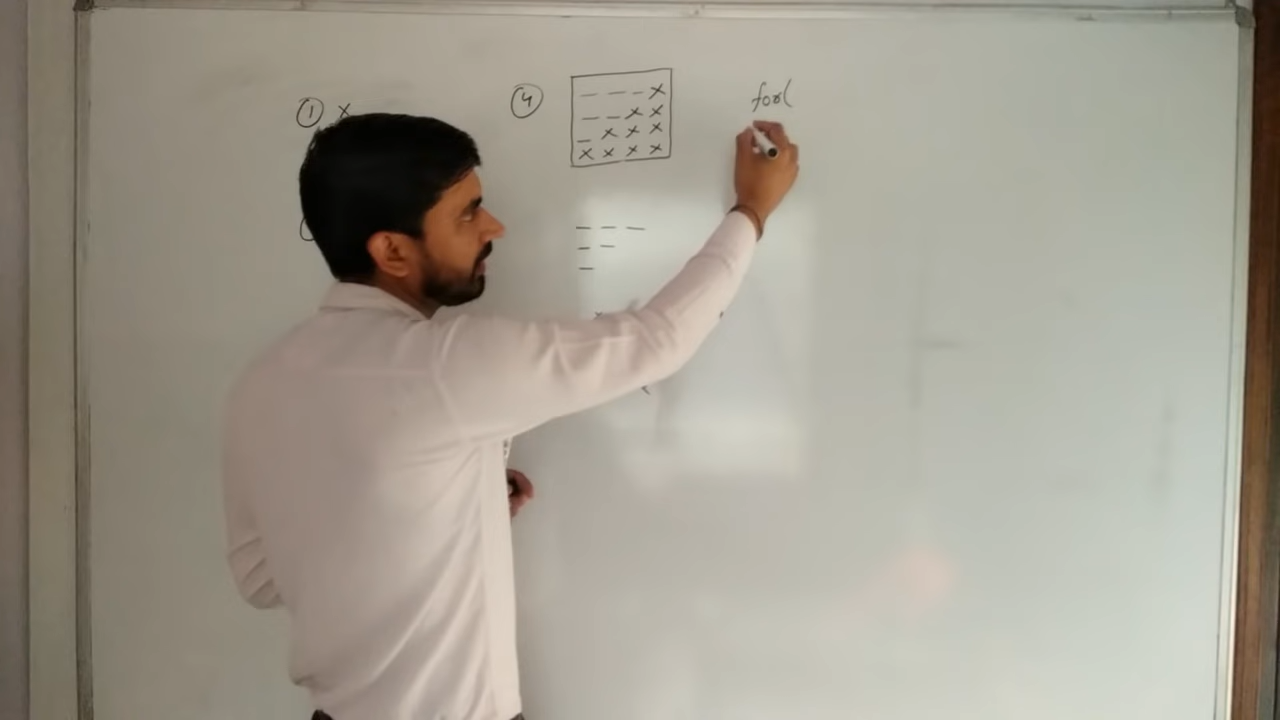 ① x
④
_ _ _ x
_ _ x x
_ x x x
x x x x
for(
_ _ _
_ _
_